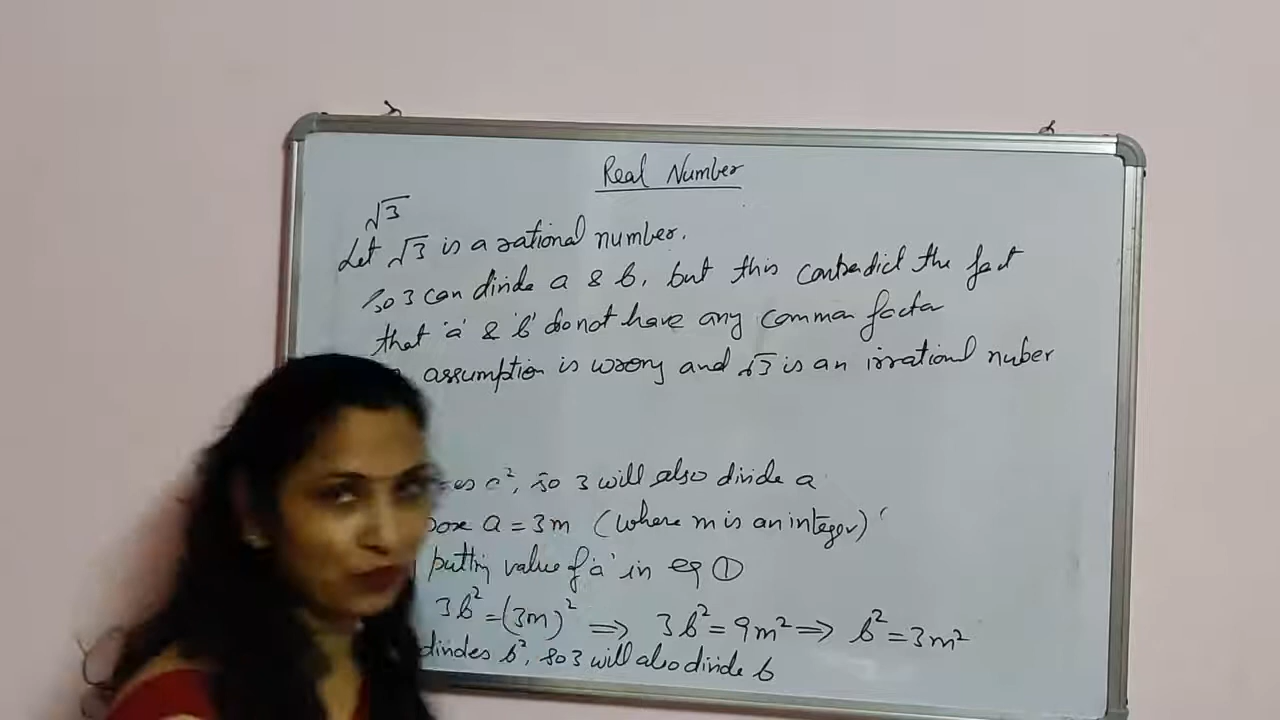 Real Number
√3
Let √3 is a rational number.
so 3 can divide a & b, but this contradict the fact
that 'a' & 'b' do not have any common factor
assumption is wrong and √3 is an irrational nuber
a², so 3 will also divide a
a = 3m (where m is an integer)
putting value of 'a' in eq ①
3b² = (3m)² ⇒ 3b² = 9m² ⇒ b² = 3m²
divides b², so 3 will also divide b